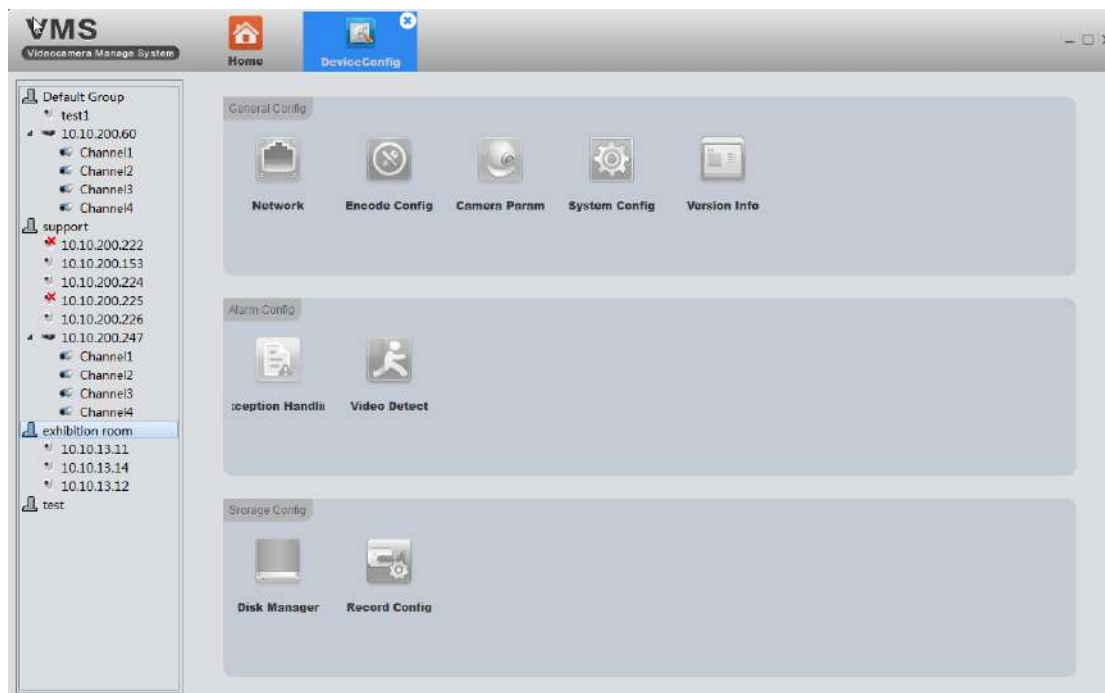 VMS
Videocamera Manage System
Home
DeviceConfig
Default Group
test1
10.10.200.60
Channel1
Channel2
Channel3
Channel4
support
10.10.200.222
10.10.200.153
10.10.200.224
10.10.200.225
10.10.200.226
10.10.200.247
Channel1
Channel2
Channel3
Channel4
exhibition room
10.10.13.11
10.10.13.14
10.10.13.12
test
General Config
Network Encode Config Camera Param System Config Version Info
Alarm Config
ception Handli Video Detect
Srorage Config
Disk Manager Record Config